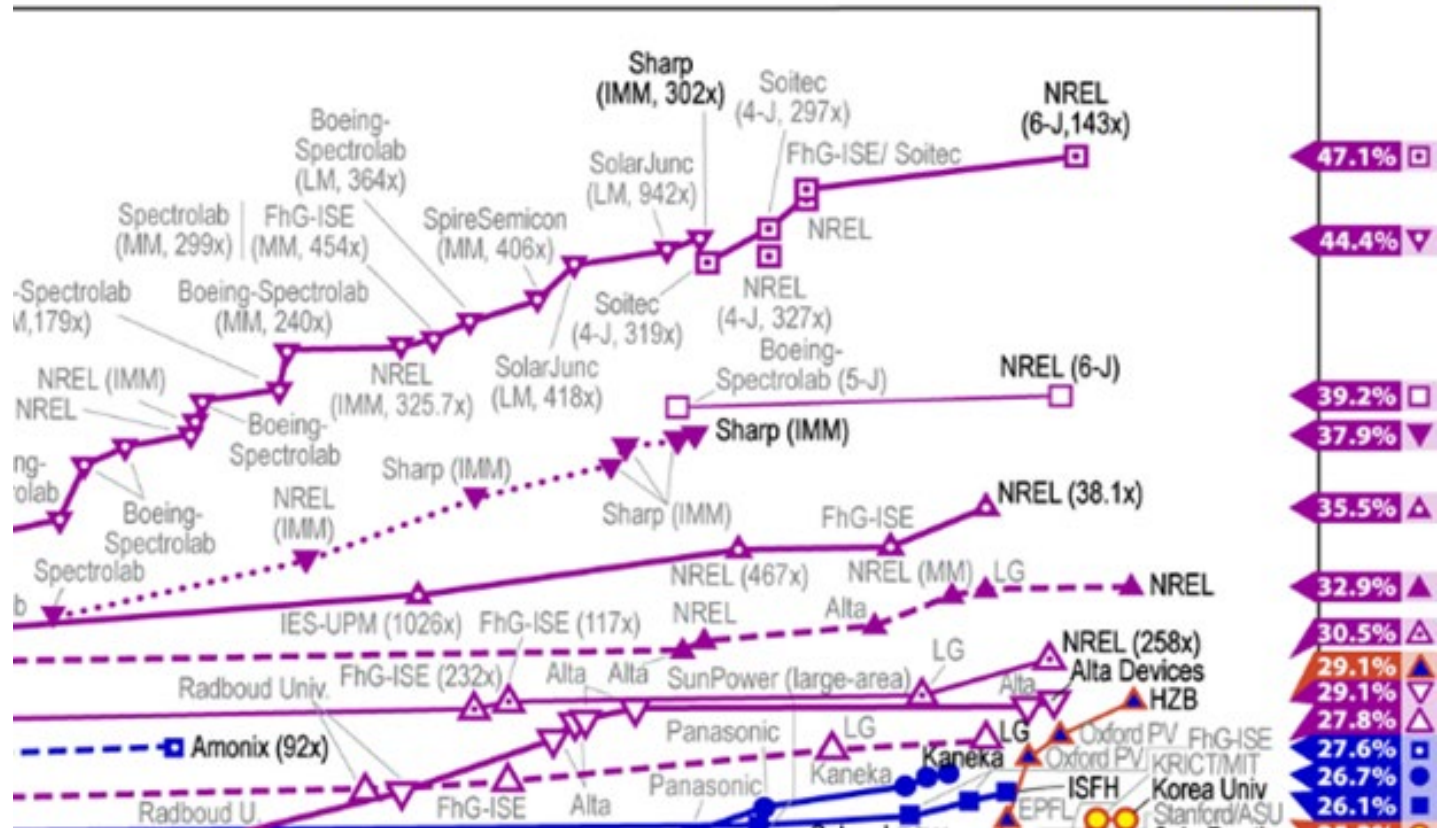 Sharp
(IMM, 302x)
Soitec
(4-J, 297x)
NREL
(6-J,143x)
Boeing-
Spectrolab
(LM, 364x)
SolarJunc
(LM, 942x)
FhG-ISE/ Soitec
47.1%
Spectrolab
(MM, 299x)
FhG-ISE
(MM, 454x)
SpireSemicon
(MM, 406x)
NREL
44.4%
-Spectrolab
M,179x)
Boeing-Spectrolab
(MM, 240x)
Soitec
(4-J, 319x)
NREL
(4-J, 327x)
NREL (IMM)
NREL
NREL
(IMM, 325.7x)
SolarJunc
(LM, 418x)
Boeing-
Spectrolab (5-J)
NREL (6-J)
39.2%
Boeing-
Spectrolab
Sharp (IMM)
37.9%
ng-
rolab
Sharp (IMM)
NREL
(IMM)
Boeing-
Spectrolab
Sharp (IMM)
FhG-ISE
NREL (38.1x)
35.5%
Spectrolab
b
NREL (467x)
NREL (MM)
LG
NREL
32.9%
IES-UPM (1026x)
FhG-ISE (117x)
NREL
Alta
30.5%
FhG-ISE (232x)
Alta
Alta
SunPower (large-area)
LG
NREL (258x)
Alta Devices
29.1%
Radboud Univ.
Alta
HZB
29.1%
Panasonic
LG
LG
Oxford PV
FhG-ISE
27.8%
Amonix (92x)
Kaneka
Oxford PV
KRICT/MIT
27.6%
Panasonic
Kaneka
ISFH
Korea Univ
26.7%
Radboud U.
FhG-ISE
Alta
EPFL
Stanford/ASU
26.1%